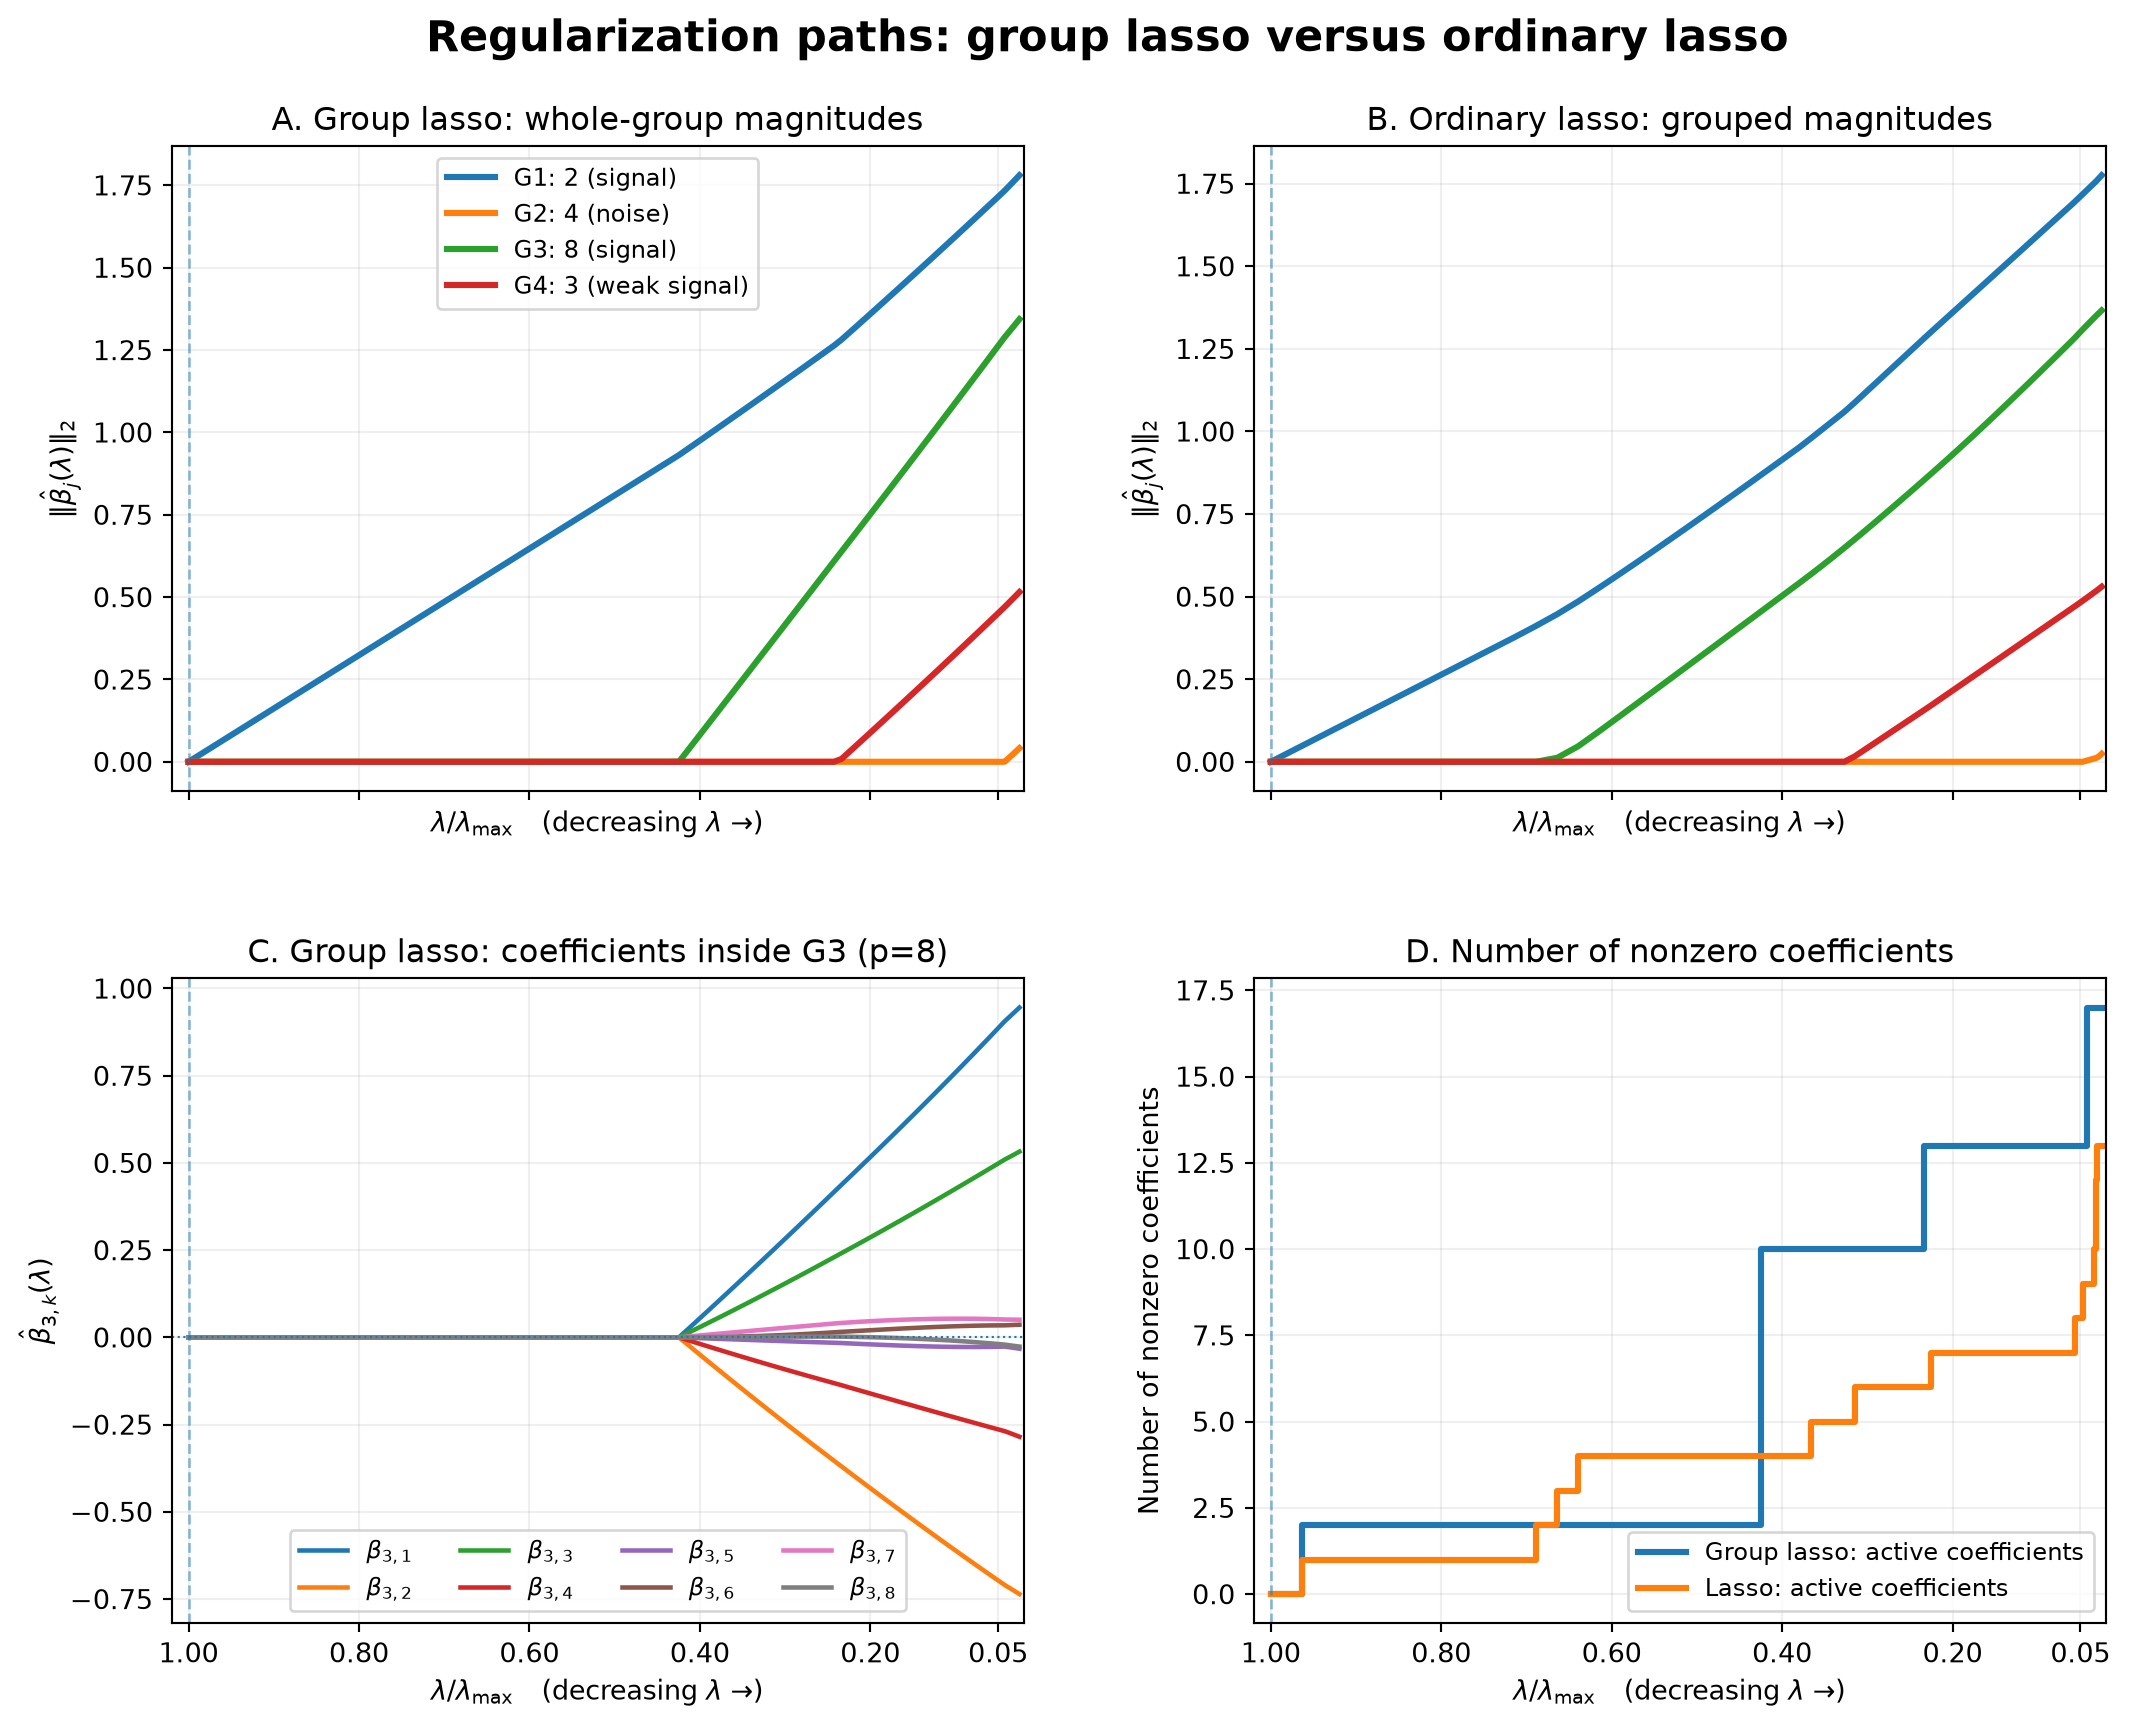 Regularization paths: group lasso versus ordinary lasso
A. Group lasso: whole-group magnitudes
1.75
1.50
1.25
1.00
0.75
0.50
0.25
0.00
‖β̂ⱼ(λ)‖₂
G1: 2 (signal)
G2: 4 (noise)
G3: 8 (signal)
G4: 3 (weak signal)
λ/λmax (decreasing λ →)
B. Ordinary lasso: grouped magnitudes
1.75
1.50
1.25
1.00
0.75
0.50
0.25
0.00
‖β̂ⱼ(λ)‖₂
λ/λmax (decreasing λ →)
C. Group lasso: coefficients inside G3 (p=8)
1.00
0.75
0.50
0.25
0.00
−0.25
−0.50
−0.75
β̂₃,ₖ(λ)
β₃,₁ β₃,₃ β₃,₅ β₃,₇
β₃,₂ β₃,₄ β₃,₆ β₃,₈
1.00 0.80 0.60 0.40 0.20 0.05
λ/λmax (decreasing λ →)
D. Number of nonzero coefficients
17.5
15.0
12.5
10.0
7.5
5.0
2.5
0.0
Number of nonzero coefficients
Group lasso: active coefficients
Lasso: active coefficients
1.00 0.80 0.60 0.40 0.20 0.05
λ/λmax (decreasing λ →)